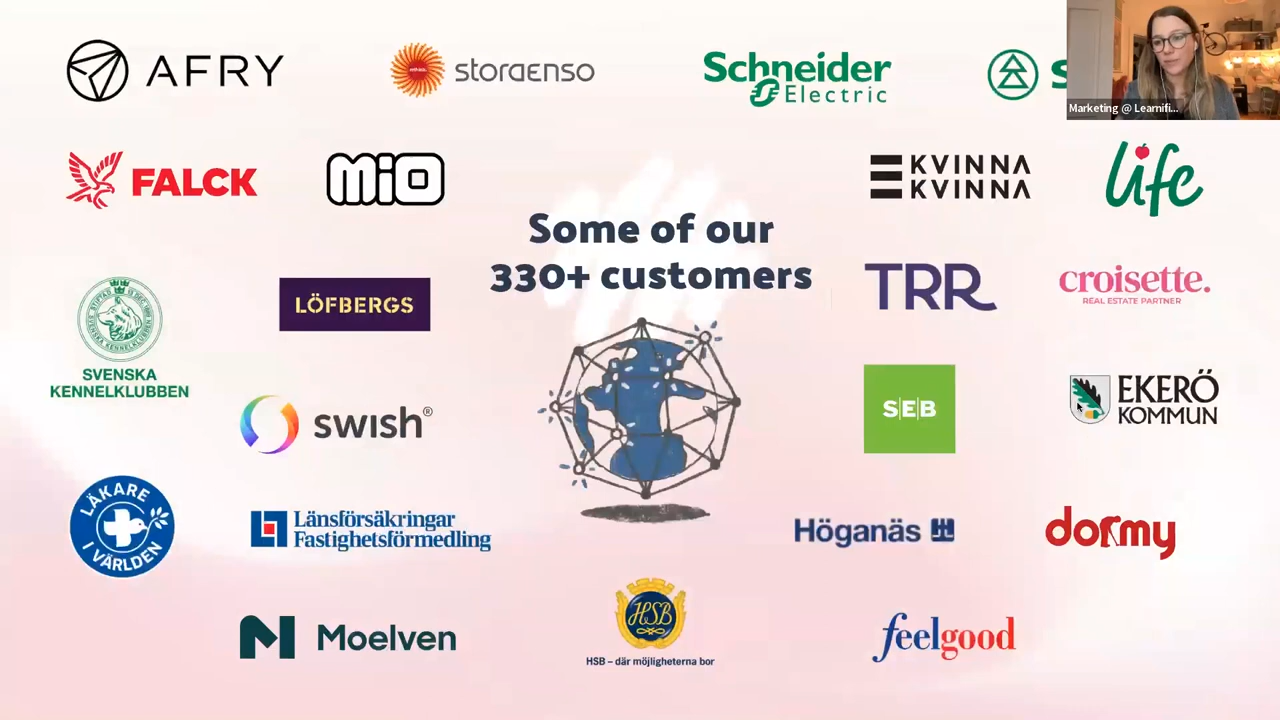 AFRY
storaenso
Schneider
Electric
S
Marketing @ Learnifi...
FALCK
MiO
KVINNA
KVINNA
life
Some of our
330+ customers
TRR
croisette.
REAL ESTATE PARTNER
LÖFBERGS
SVENSKA
KENNELKLUBBEN
swish®
S|E|B
EKERÖ
KOMMUN
LÄKARE
I VÄRLDEN
Länsförsäkringar
Fastighetsförmedling
Höganäs
dormy
Moelven
HSB
HSB – där möjligheterna bor
feelgood